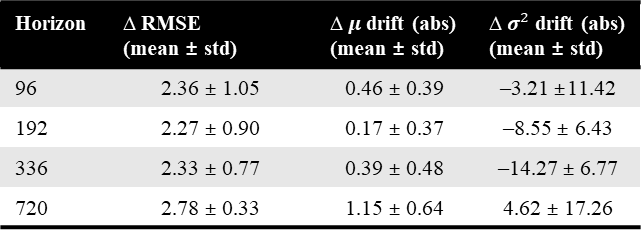 Horizon Δ RMSE (mean ± std) Δ μ drift (abs) (mean ± std) Δ σ² drift (abs) (mean ± std)
96 2.36 ± 1.05 0.46 ± 0.39 −3.21 ±11.42
192 2.27 ± 0.90 0.17 ± 0.37 −8.55 ± 6.43
336 2.33 ± 0.77 0.39 ± 0.48 −14.27 ± 6.77
720 2.78 ± 0.33 1.15 ± 0.64 4.62 ± 17.26